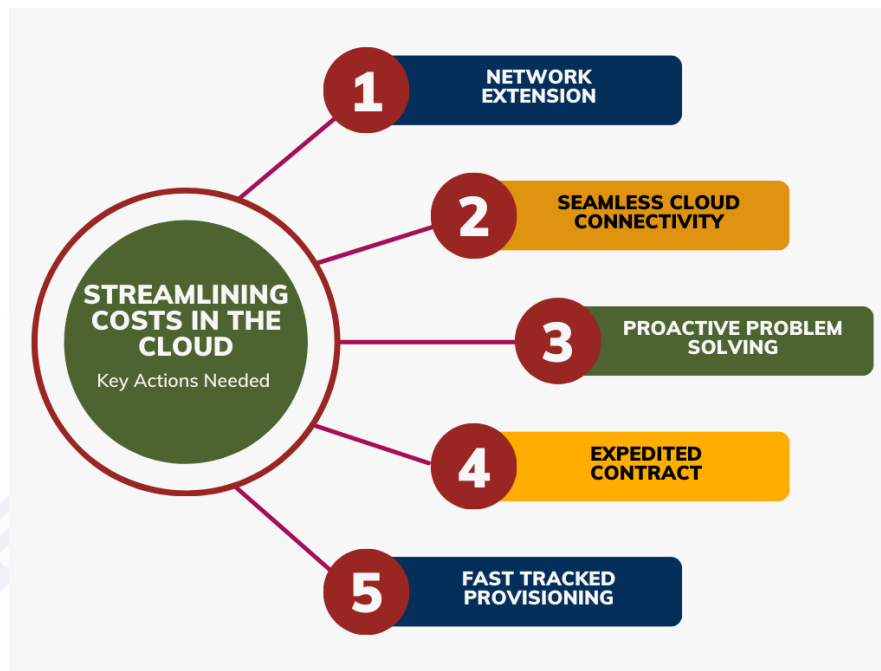 STREAMLINING
COSTS IN THE
CLOUD
Key Actions Needed
1
NETWORK
EXTENSION
2
SEAMLESS CLOUD
CONNECTIVITY
3
PROACTIVE PROBLEM
SOLVING
4
EXPEDITED
CONTRACT
5
FAST TRACKED
PROVISIONING